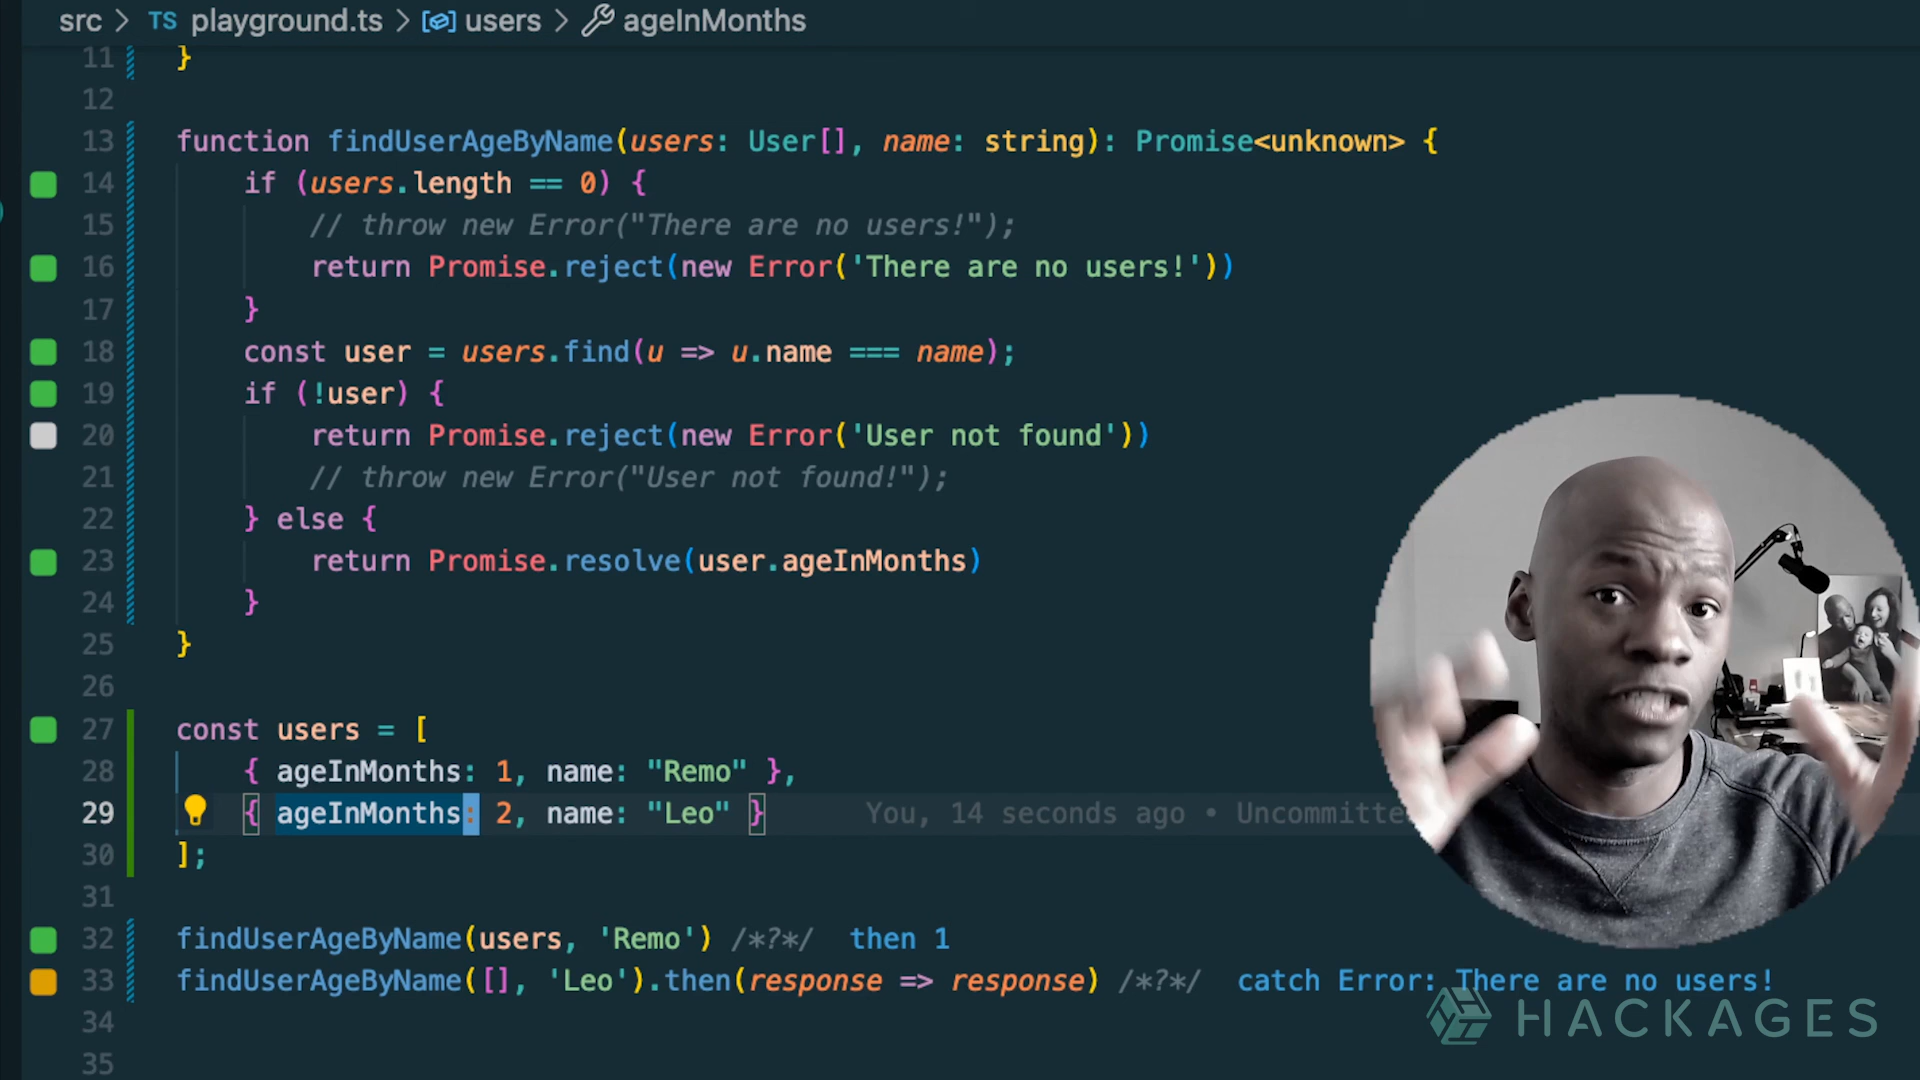 src > TS playground.ts > users > ageInMonths
11 }
12
13 function findUserAgeByName(users: User[], name: string): Promise<unknown> {
14 if (users.length == 0) {
15 // throw new Error("There are no users!");
16 return Promise.reject(new Error('There are no users!'))
17 }
18 const user = users.find(u => u.name === name);
19 if (!user) {
20 return Promise.reject(new Error('User not found'))
21 // throw new Error("User not found!");
22 } else {
23 return Promise.resolve(user.ageInMonths)
24 }
25 }
26
27 const users = [
28 { ageInMonths: 1, name: "Remo" },
29 { ageInMonths: 2, name: "Leo" } You, 14 seconds ago • Uncommitte
30 ];
31
32 findUserAgeByName(users, 'Remo') /*?*/ then 1
33 findUserAgeByName([], 'Leo').then(response => response) /*?*/ catch Error: There are no users!
34
35
HACKAGES